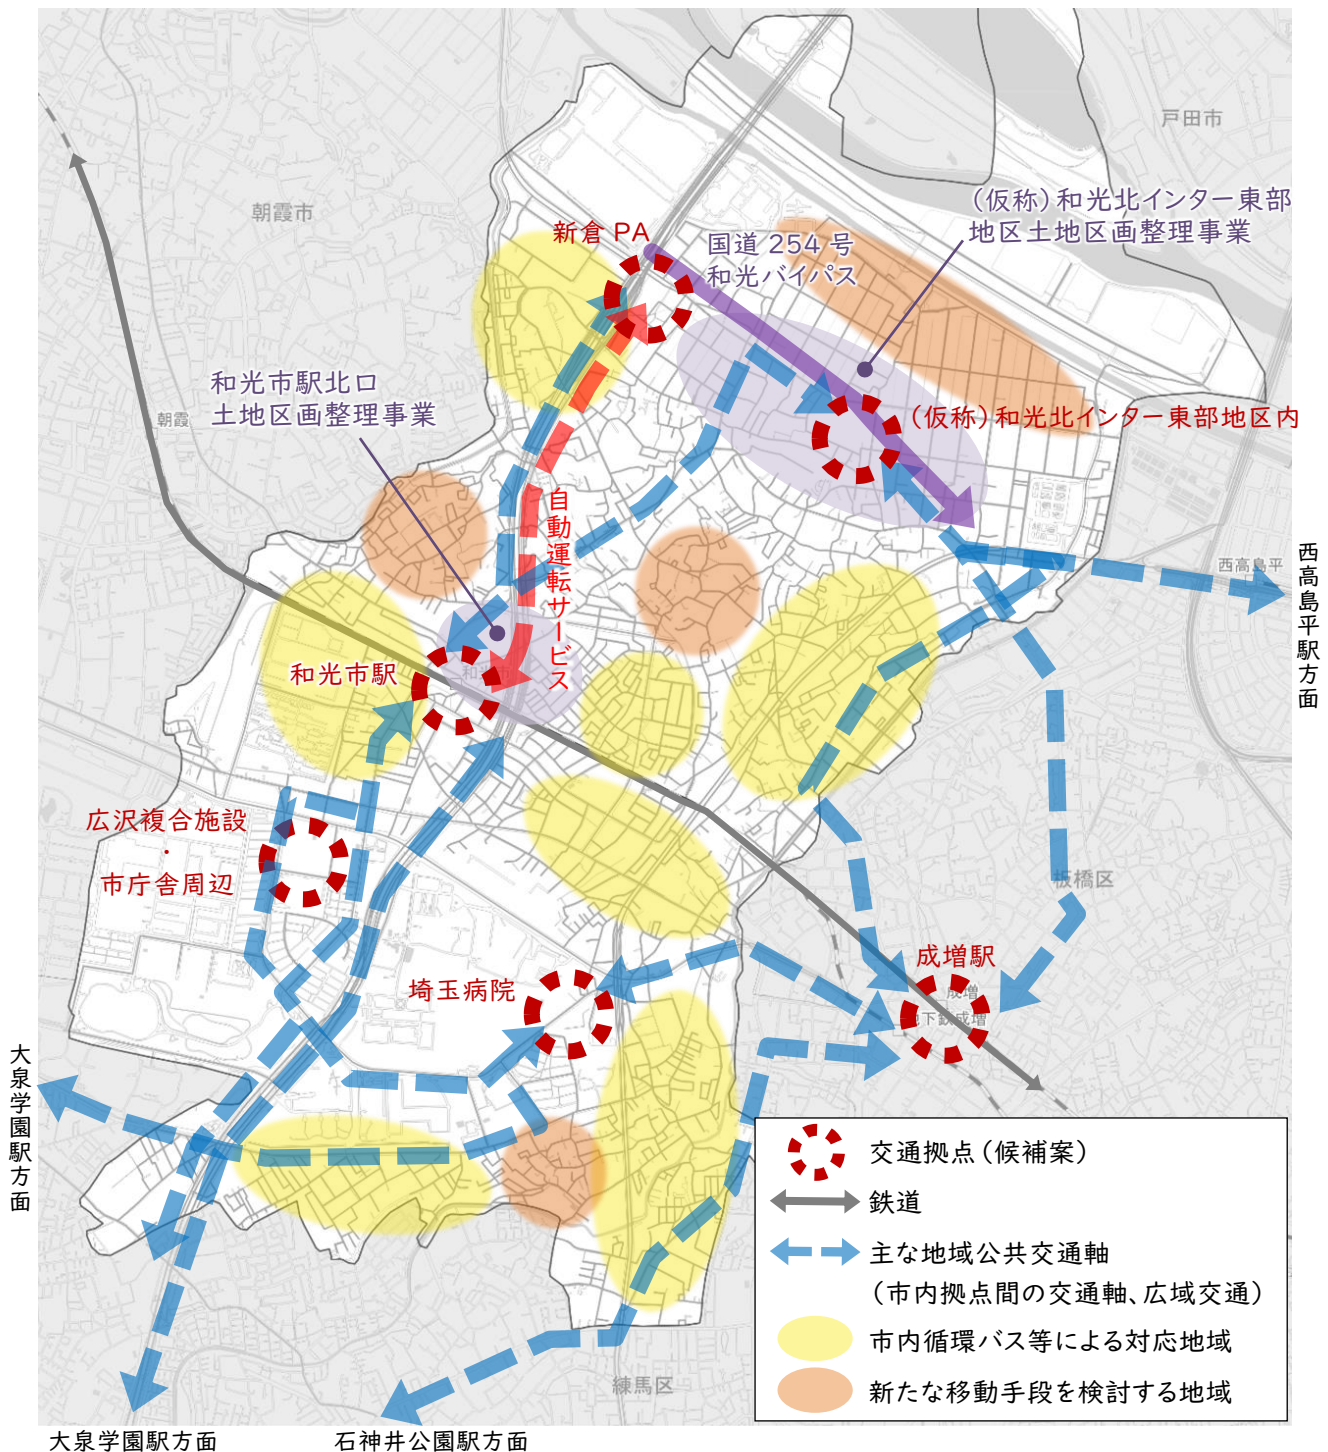 戸田市
(仮称)和光北インター東部
地区土地区画整理事業
朝霞市
新倉 PA
国道 254 号
和光バイパス
和光市駅北口
土地区画整理事業
朝霞
(仮称)和光北インター東部地区内
自動運転サービス
西高島平
西高島平駅方面
和光市駅
広沢複合施設
・
市庁舎周辺
板橋区
成増駅
成増
地下鉄成増
埼玉病院
大泉学園駅方面
交通拠点(候補案)
鉄道
主な地域公共交通軸
(市内拠点間の交通軸、広域交通)
市内循環バス等による対応地域
新たな移動手段を検討する地域
練馬区
大泉学園駅方面
石神井公園駅方面